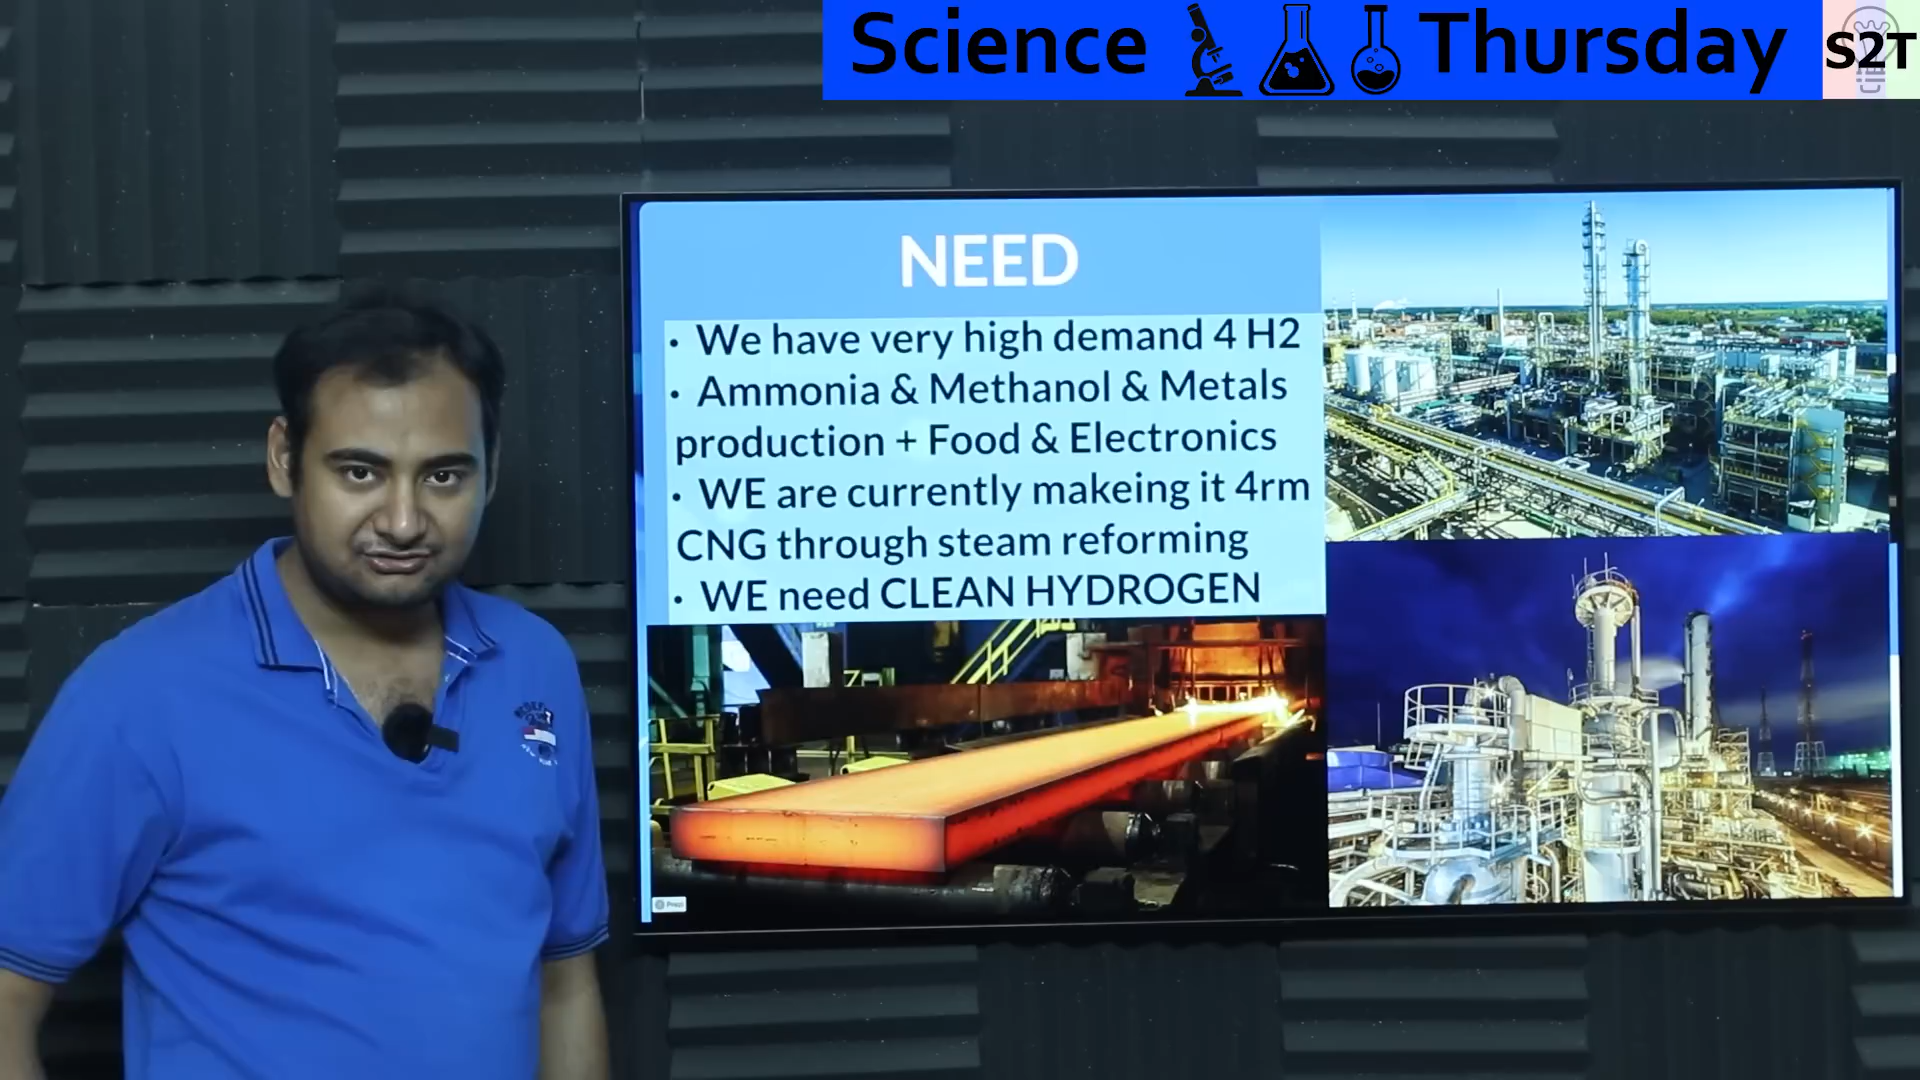 Science Thursday
S2T
NEED
• We have very high demand 4 H2
• Ammonia & Methanol & Metals
production + Food & Electronics
• WE are currently makeing it 4rm
CNG through steam reforming
• WE need CLEAN HYDROGEN
Prezi